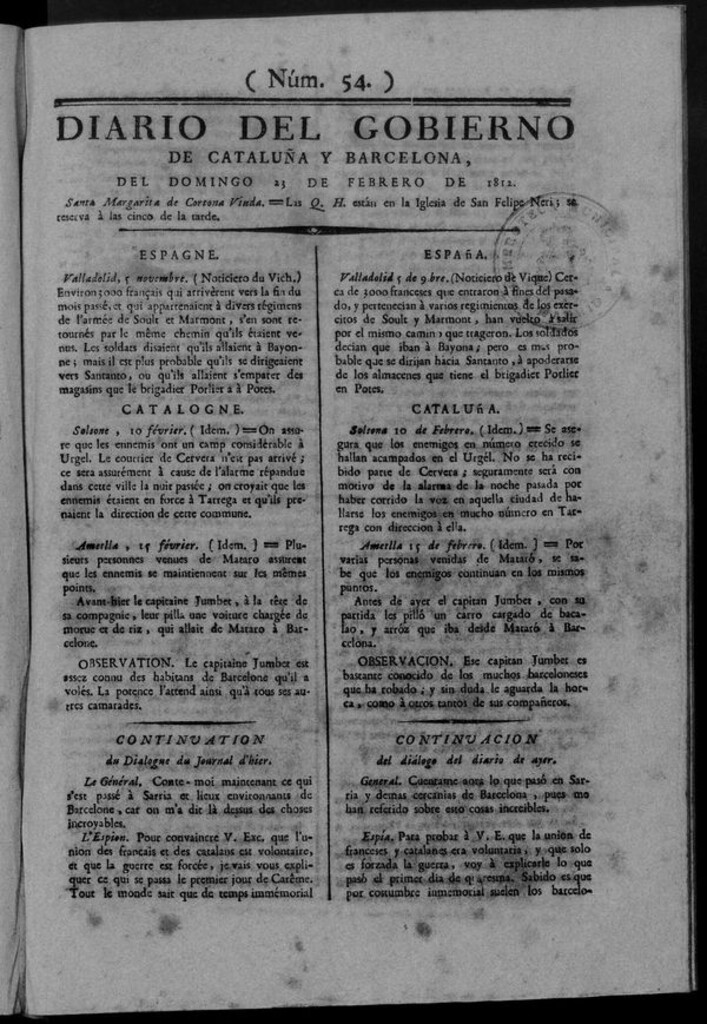 ( Núm. 54. )
DIARIO DEL GOBIERNO
DE CATALUÑA Y BARCELONA,
DEL DOMINGO 23 DE FEBRERO DE 1812.
Santa Margarita de Cortona Viuda. = Las Q. H. están en la Iglesia de San Felipe Neri; se
reserva à las cinco de la tarde.
ESPAGNE.
Valladolid, 5 novembre. ( Noticiero du Vich.)
Environ 3000 français qui arrivèrent vers la fin du
mois passé, et qui appartenaient à divers régimens
de l'armée de Soult et Marmont, s'en sont re-
tournés par le même chemin qu'ils étaient ve-
nus. Les soldats disaient qu'ils allaient à Bayon-
ne; mais il est plus probable qu'ils se dirigeaient
vers Santanto, ou qu'ils allaient s'emparer des
magasins que le brigadier Porlier a à Potes.
CATALOGNE.
Solsone, 10 février. ( Idem. ) = On assu-
re que les ennemis ont un camp considérable à
Urgel. Le courrier de Cervera n'est pas arrivé;
ce sera assurément à cause de l'alarme répandue
dans cette ville la nuit passée; on croyait que les
ennemis étaient en force à Tarrega et qu'ils pre-
naient la direction de cette commune.
Ametlla, 15 février. ( Idem. ) = Plu-
sieurs personnes venues de Mataro assurent
que les ennemis se maintiennent sur les mêmes
points.
Avant-hier le capitaine Jumbet, à la tête de
sa compagnie, leur pilla une voiture chargée de
morue et de riz, qui allait de Mataro à Bar-
celone.
OBSERVATION. Le capitaine Jumbet est
assez connu des habitans de Barcelone qu'il a
volés. La potence l'attend ainsi qu'à tous ses au-
tres camarades.
CONTINUATION
du Dialogue du Journal d'hier.
Le Général. Conte-moi maintenant ce qui
s'est passé à Sarria et lieux environnants de
Barcelone, car on m'a dit là dessus des choses
incroyables.
L'Espion. Pour convaincre V. Exc. que l'u-
nion des français et des catalans est volontaire,
et que la guerre est forcée, je vais vous expli-
quer ce qui se passa le premier jour de Carême.
Tout le monde sait que de temps immémorial
ESPAñA.
Valladolid 5 de 9bre. (Noticiero de Vique) Cer-
ca de 3000 franceses que entraron à fines del pasa-
do, y pertenecian à varios regimientos de los exér-
citos de Soult y Marmont, han vuelto à salir
por el mismo camino que trageron. Los soldados
decian que iban à Bayona; pero es mas pro-
bable que se dirijan hácia Santanto, à apoderarse
de los almacenes que tiene el brigadier Porlier
en Potes.
CATALUñA.
Solsona 10 de Febrero. (Idem.) = Se ase-
gura que los enemigos en número crecido se
hallan acampados en el Urgèl. No se ha reci-
bido parte de Cervera; seguramente será con
motivo de la alarma de la noche pasada por
haber corrido la voz en aquella ciudad de ha-
llarse los enemigos en mucho número en Tar-
rega con direccion à ella.
Ametlla 15 de febrero. ( Idem. ) = Por
varias personas venidas de Mataró, se sa-
be que los enemigos continuan en los mismos
puntos.
Antes de ayer el capitan Jumbet, con su
partida les pilló un carro cargado de baca-
lao, y arróz que iba desde Mataró à Bar-
celona.
OBSERVACION. Ese capitan Jumbet es
bastante conocido de los muchos barceloneses
que ha robado; y sin duda le aguarda la hor-
ca, como à otros tantos de sus compañeros.
CONTINUACION
del diálogo del diario de ayer.
General. Cuentame aora lo que pasó en Sar-
ria y demas cercanias de Barcelona, pues me
han referido sobre esto cosas increibles.
Espia. Para probar à V. E. que la union de
franceses y catalanes era voluntaria, y que solo
es forzada la guerra, voy à explicarle lo que
pasó el primer dia de quaresma. Sabido es que
por costumbre inmemorial suelen los barcelo-